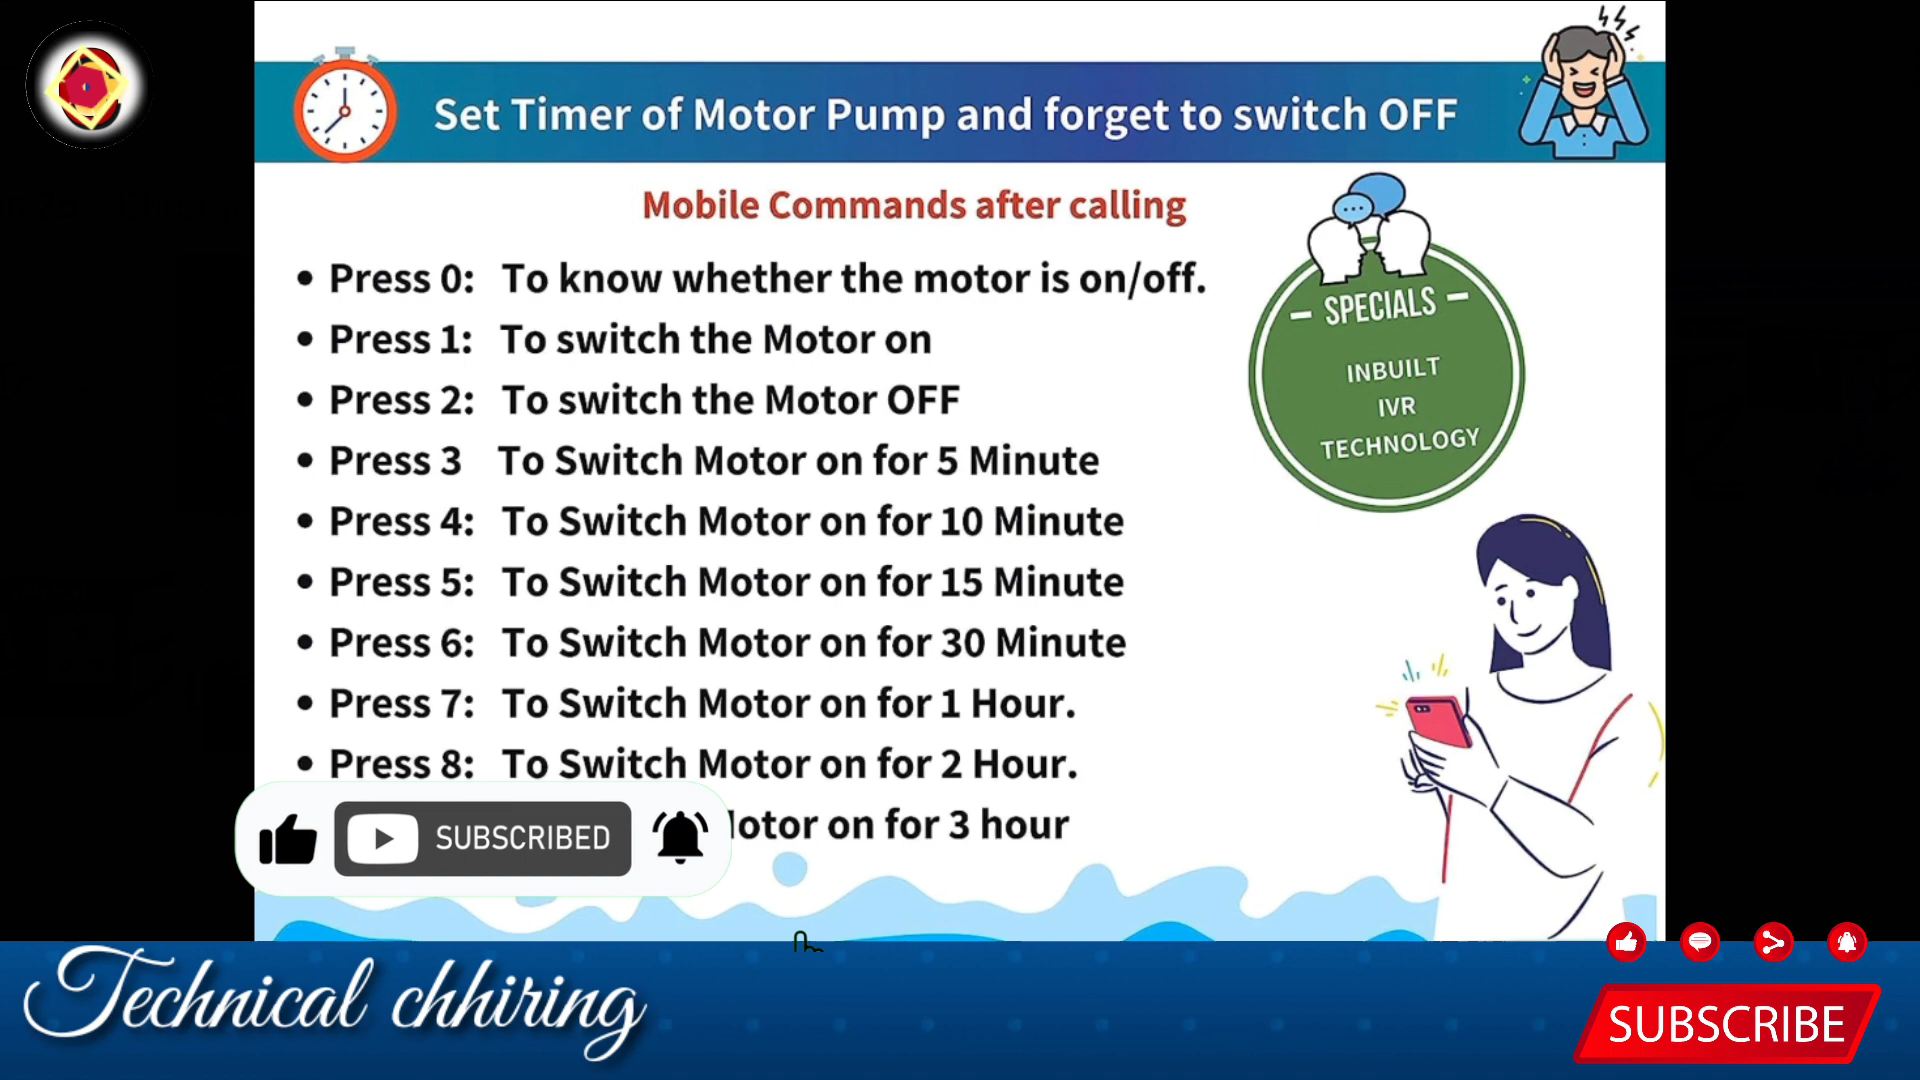 Set Timer of Motor Pump and forget to switch OFF
Mobile Commands after calling
• Press 0: To know whether the motor is on/off.
• Press 1: To switch the Motor on
• Press 2: To switch the Motor OFF
• Press 3 To Switch Motor on for 5 Minute
• Press 4: To Switch Motor on for 10 Minute
• Press 5: To Switch Motor on for 15 Minute
• Press 6: To Switch Motor on for 30 Minute
• Press 7: To Switch Motor on for 1 Hour.
• Press 8: To Switch Motor on for 2 Hour.
on for 3 hour
SPECIALS
INBUILT
IVR
TECHNOLOGY
SUBSCRIBED
Technical chhiring
SUBSCRIBE